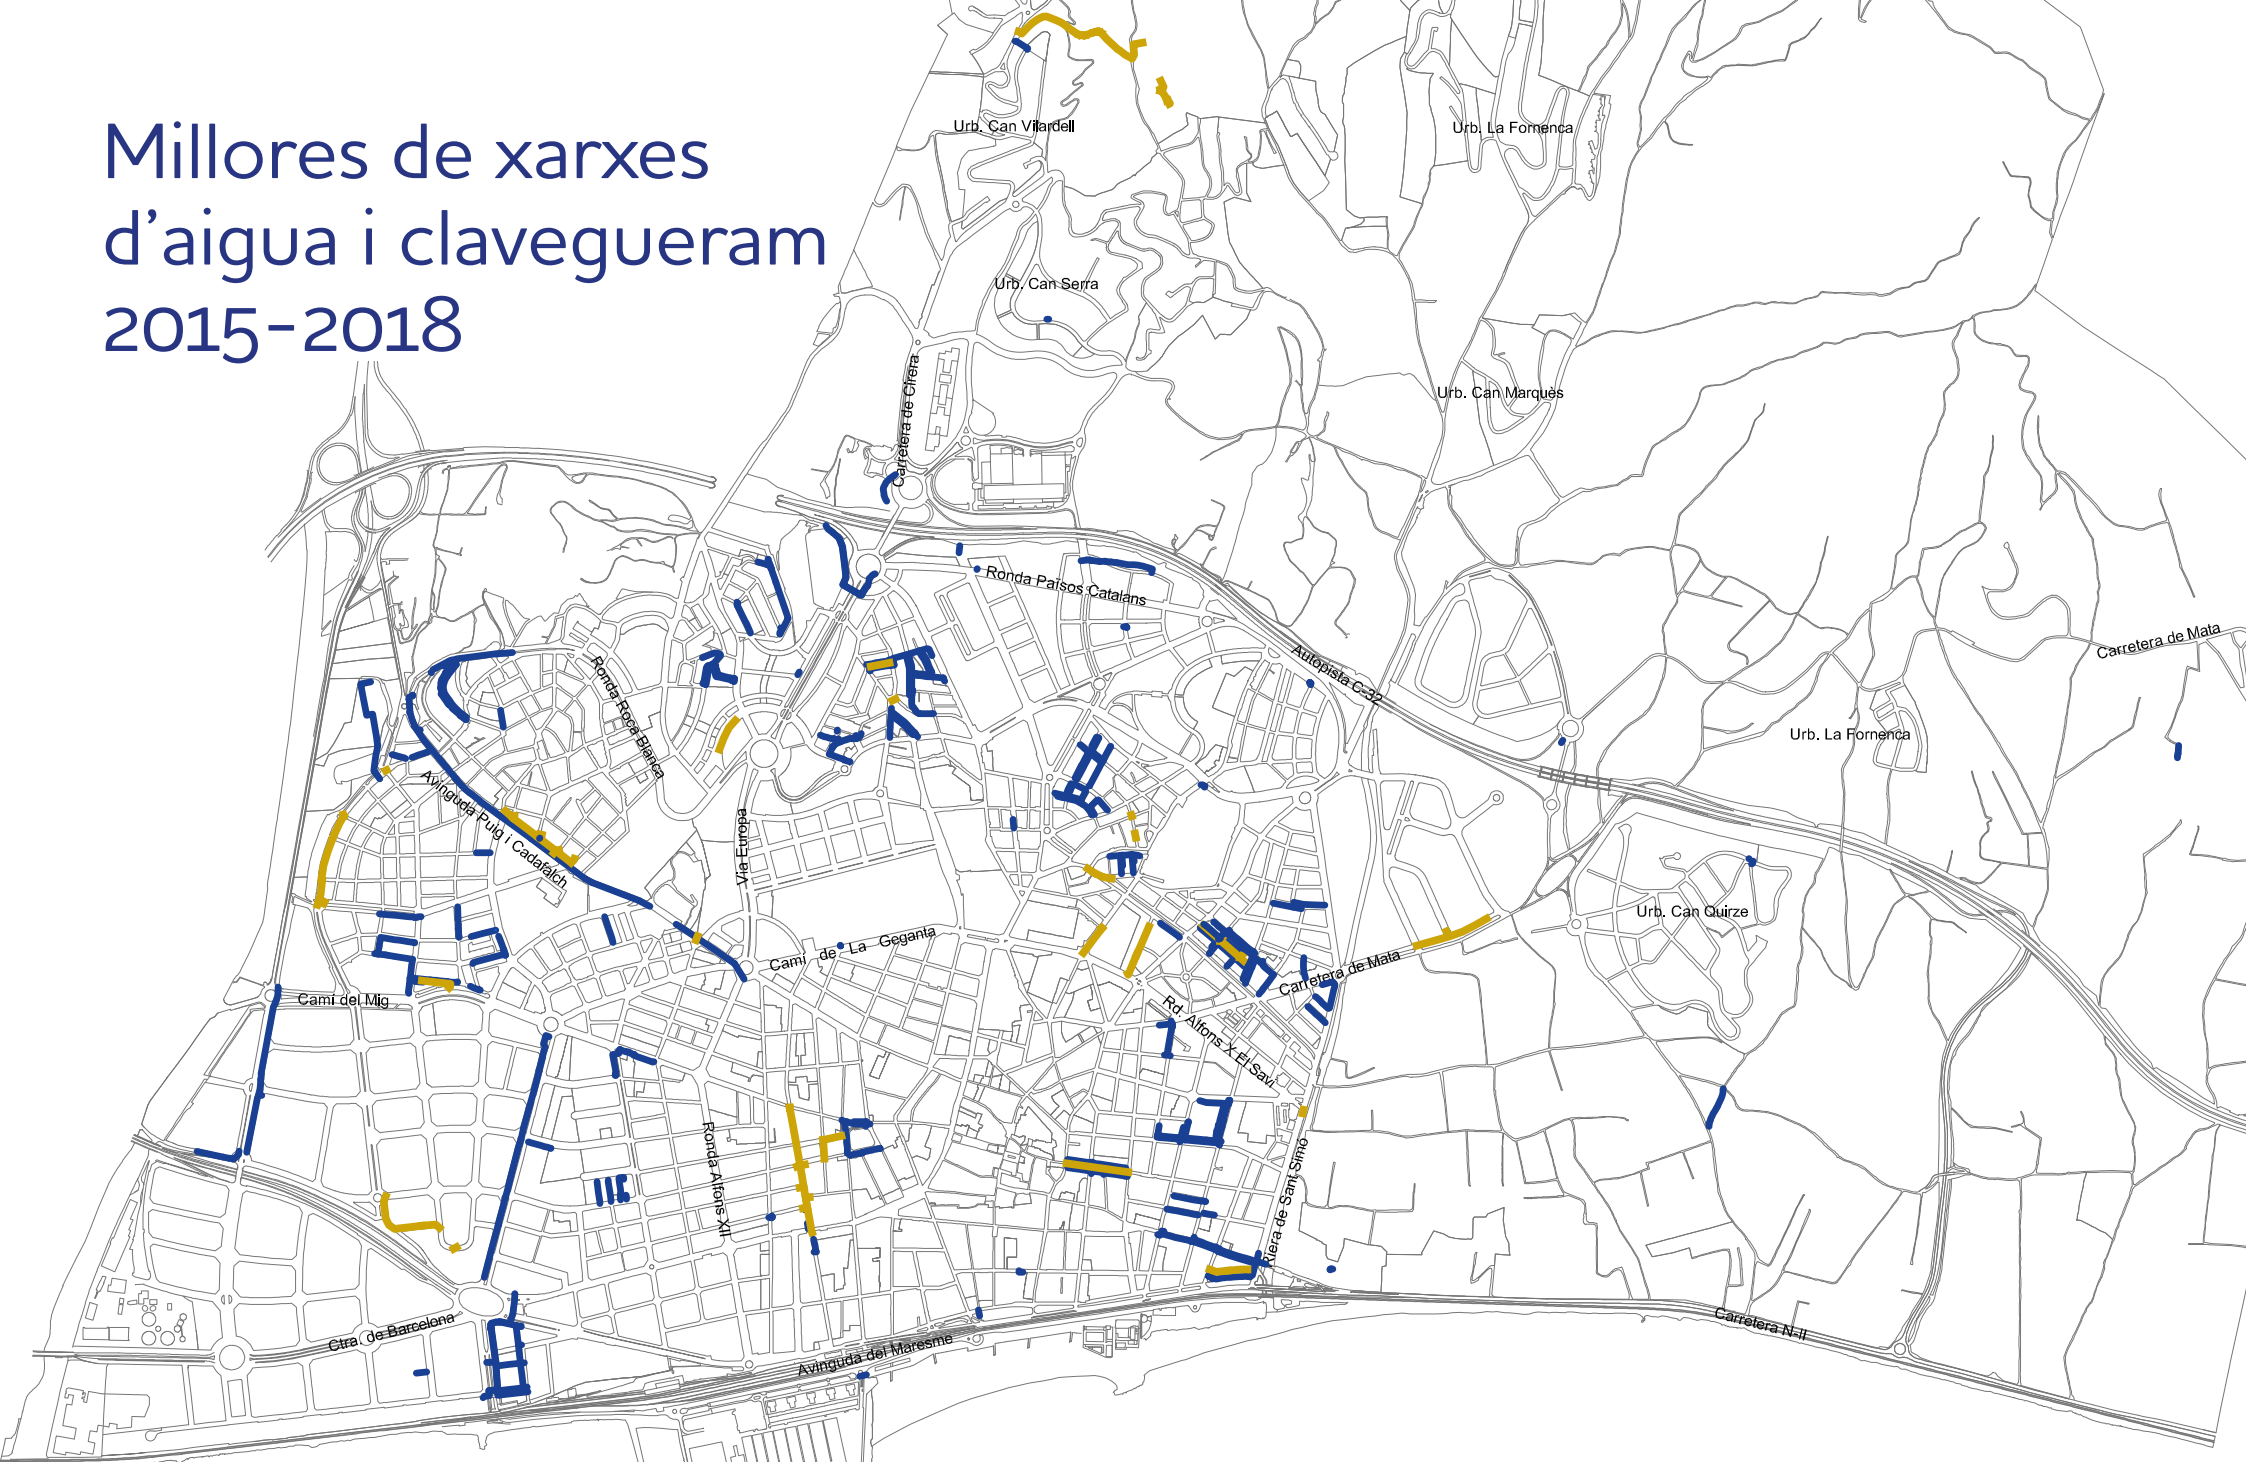 Millores de xarxes
d'aigua i clavegueram
2015-2018
Urb. Can Vilardell
Urb. La Fornenca
Urb. Can Serra
Carretera de Cirera
Urb. Can Marquès
Ronda Països Catalans
Autopista C-32
Carretera de Mata
Ronda Roca Blanca
Urb. La Fornenca
Avinguda Puig i Cadafalch
Via Europa
Urb. Can Quirze
Camí de La Geganta
Carretera de Mata
Camí del Mig
Rd. Alfons X El Savi
Ronda Alfons XII
Riera de Sant Simó
Ctra. de Barcelona
Avinguda del Maresme
Carretera N-II